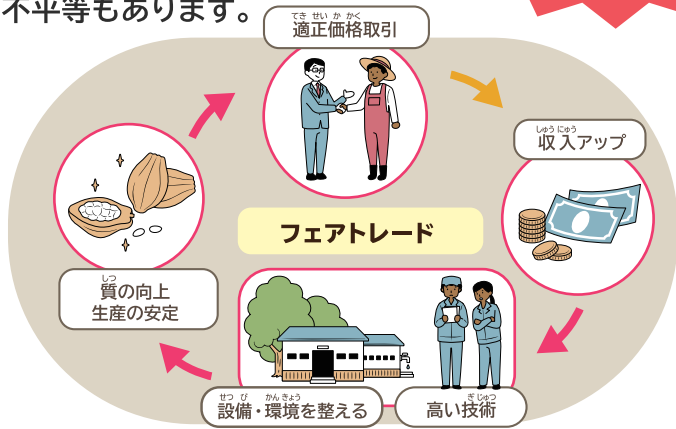 不平等もあります。
てき せい か かく
適正価格取引
しゅう にゅう
収入アップ
フェアトレード
しつ
質の向上
生産の安定
せつ び かん きょう
設備・環境を整える
ぎ じゅつ
高い技術